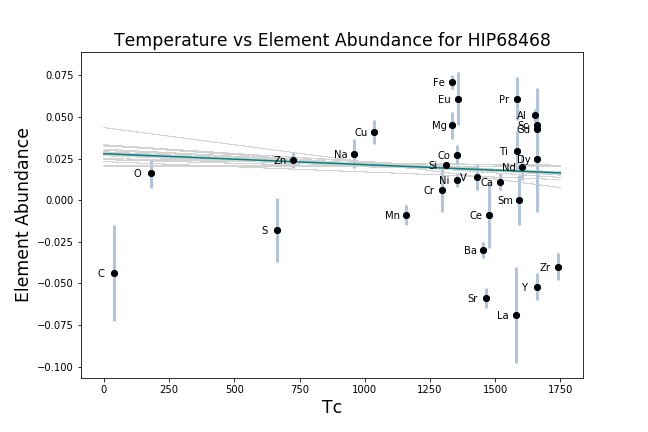 Temperature vs Element Abundance for HIP68468
Element Abundance
0.075
0.050
0.025
0.000
−0.025
−0.050
−0.075
−0.100
Fe
Eu
Pr
Al
Mg
Sc
Gd
Cu
Ti
Na
Co
Dy
Zn
Si
Nd
O
V
Ni
Ca
Cr
Sm
Mn
Ce
S
Ba
Zr
C
Y
Sr
La
0
250
500
750
1000
1250
1500
1750
Tc